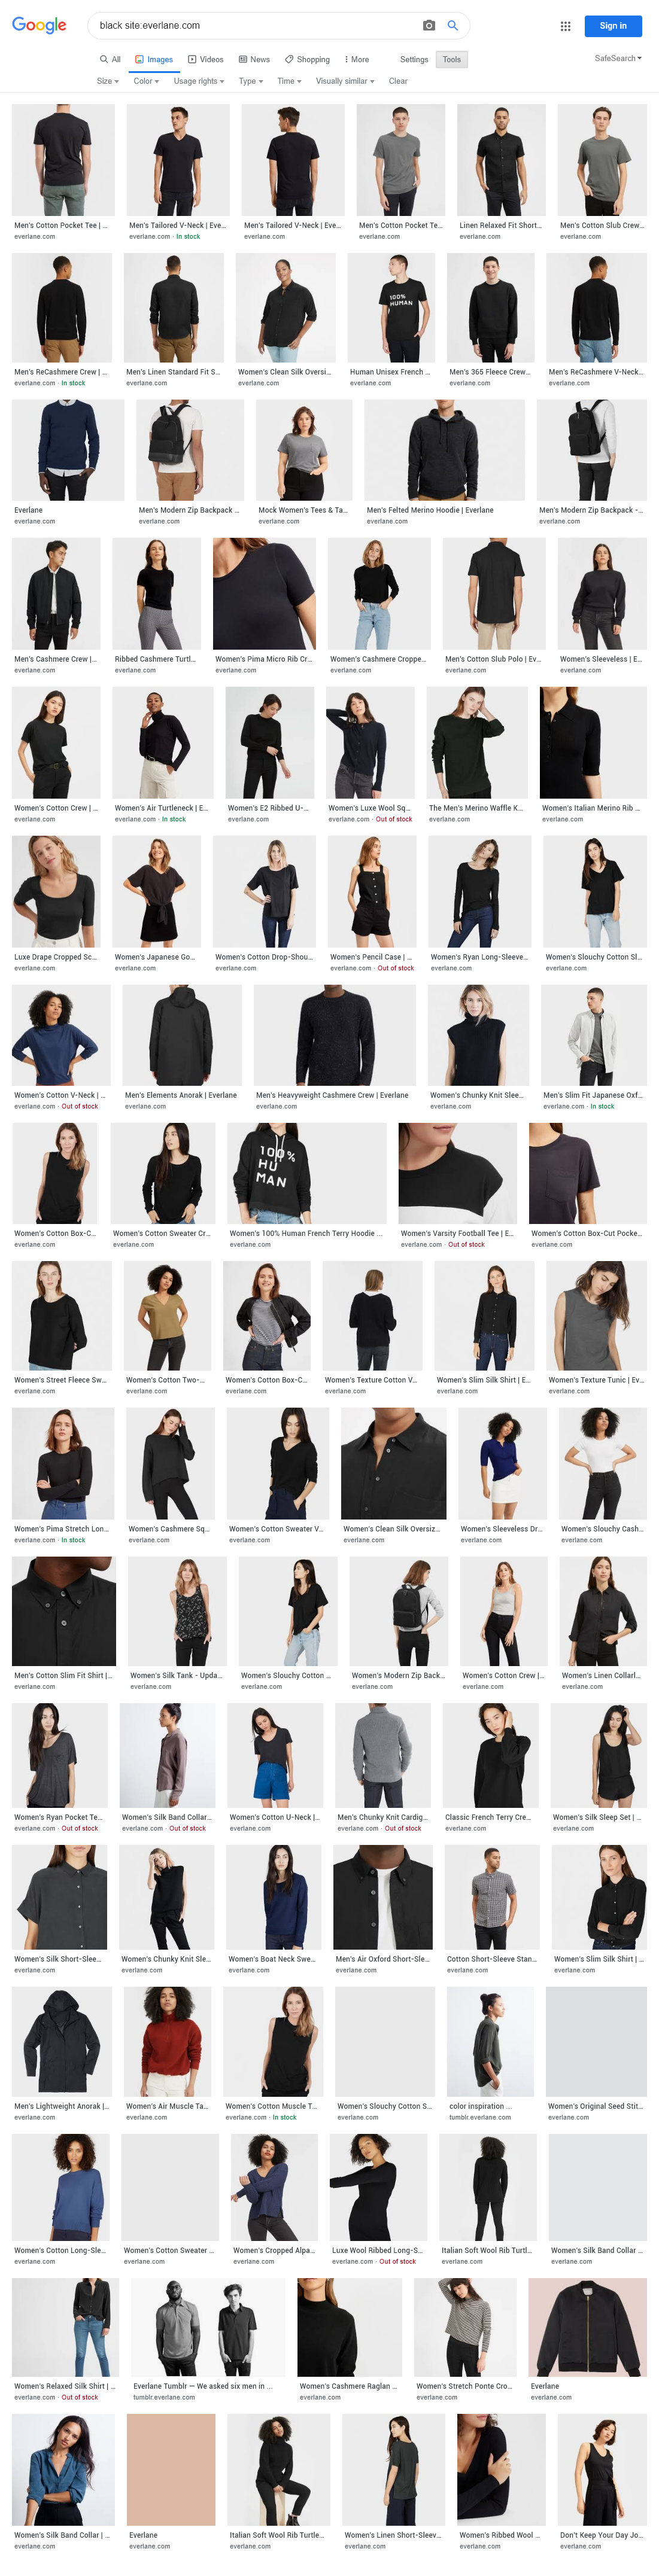 Google
black site:everlane.com
Sign in
All Images Videos News Shopping More Settings Tools SafeSearch
Size Color Usage rights Type Time Visually similar Clear
Men's Cotton Pocket Tee | ...
everlane.com
Men's Tailored V-Neck | Eve...
everlane.com · In stock
Men's Tailored V-Neck | Eve...
everlane.com
Men's Cotton Pocket Te...
everlane.com
Linen Relaxed Fit Short...
everlane.com
Men's Cotton Slub Crew...
everlane.com
Men's ReCashmere Crew | ...
everlane.com · In stock
Men's Linen Standard Fit S...
everlane.com
Women's Clean Silk Oversi...
everlane.com
100%
HUMAN
Human Unisex French ...
everlane.com
Men's 365 Fleece Crew...
everlane.com
Men's ReCashmere V-Neck...
everlane.com
Everlane
everlane.com
Men's Modern Zip Backpack ...
everlane.com
Mock Women's Tees & Ta...
everlane.com
Men's Felted Merino Hoodie | Everlane
everlane.com
Men's Modern Zip Backpack -...
everlane.com
Men's Cashmere Crew |...
everlane.com
Ribbed Cashmere Turtl...
everlane.com
Women's Pima Micro Rib Cr...
everlane.com
Women's Cashmere Croppe...
everlane.com
Men's Cotton Slub Polo | Ev...
everlane.com
Women's Sleeveless | E...
everlane.com
Women's Cotton Crew | ...
everlane.com
Women's Air Turtleneck | E...
everlane.com · In stock
Women's E2 Ribbed U-...
everlane.com
Women's Luxe Wool Sq...
everlane.com · Out of stock
The Men's Merino Waffle K...
everlane.com
Women's Italian Merino Rib ...
everlane.com
Luxe Drape Cropped Sc...
everlane.com
Women's Japanese Go...
everlane.com
Women's Cotton Drop-Shou...
everlane.com
Women's Pencil Case | ...
everlane.com · Out of stock
Women's Ryan Long-Sleeve...
everlane.com
Women's Slouchy Cotton Sl...
everlane.com
Women's Cotton V-Neck | ...
everlane.com · Out of stock
Men's Elements Anorak | Everlane
everlane.com
Men's Heavyweight Cashmere Crew | Everlane
everlane.com
Women's Chunky Knit Slee...
everlane.com
Men's Slim Fit Japanese Oxf...
everlane.com · In stock
Women's Cotton Box-C...
everlane.com
Women's Cotton Sweater Cr...
everlane.com
100%
HU
MAN
Women's 100% Human French Terry Hoodie ...
everlane.com
Women's Varsity Football Tee | E...
everlane.com · Out of stock
Women's Cotton Box-Cut Pocke...
everlane.com
Women's Street Fleece Sw...
everlane.com
Women's Cotton Two-...
everlane.com
Women's Cotton Box-C...
everlane.com
Women's Texture Cotton V...
everlane.com
Women's Slim Silk Shirt | E...
everlane.com
Women's Texture Tunic | Ev...
everlane.com
Women's Pima Stretch Lon...
everlane.com · In stock
Women's Cashmere Sq...
everlane.com
Women's Cotton Sweater V...
everlane.com
Women's Clean Silk Oversiz...
everlane.com
Women's Sleeveless Dr...
everlane.com
Women's Slouchy Cash...
everlane.com
Men's Cotton Slim Fit Shirt |...
everlane.com
Women's Silk Tank - Upda...
everlane.com
Women's Slouchy Cotton ...
everlane.com
Women's Modern Zip Back...
everlane.com
Women's Cotton Crew |...
everlane.com
Women's Linen Collarl...
everlane.com
Women's Ryan Pocket Te...
everlane.com · Out of stock
Women's Silk Band Collar...
everlane.com · Out of stock
Women's Cotton U-Neck |...
everlane.com
Men's Chunky Knit Cardig...
everlane.com · Out of stock
Classic French Terry Cre...
everlane.com
Women's Silk Sleep Set | ...
everlane.com
Women's Silk Short-Slee...
everlane.com
Women's Chunky Knit Sle...
everlane.com
Women's Boat Neck Swe...
everlane.com
Men's Air Oxford Short-Sle...
everlane.com
Cotton Short-Sleeve Stan...
everlane.com
Women's Slim Silk Shirt | ...
everlane.com
Men's Lightweight Anorak |...
everlane.com
Women's Air Muscle Ta...
everlane.com
Women's Cotton Muscle T...
everlane.com · In stock
Women's Slouchy Cotton S...
everlane.com
color inspiration ...
tumblr.everlane.com
Women's Original Seed Stit...
everlane.com
Women's Cotton Long-Sle...
everlane.com
Women's Cotton Sweater ...
everlane.com
Women's Cropped Alpa...
everlane.com
Luxe Wool Ribbed Long-S...
everlane.com · Out of stock
Italian Soft Wool Rib Turtl...
everlane.com
Women's Silk Band Collar ...
everlane.com
Women's Relaxed Silk Shirt | ...
everlane.com · Out of stock
Everlane Tumblr — We asked six men in ...
tumblr.everlane.com
Women's Cashmere Raglan ...
everlane.com
Women's Stretch Ponte Cro...
everlane.com
Everlane
everlane.com
Women's Silk Band Collar | ...
everlane.com
Everlane
everlane.com
Italian Soft Wool Rib Turtle...
everlane.com
Women's Linen Short-Sleev...
everlane.com
Women's Ribbed Wool ...
everlane.com
Don't Keep Your Day Jo...
everlane.com